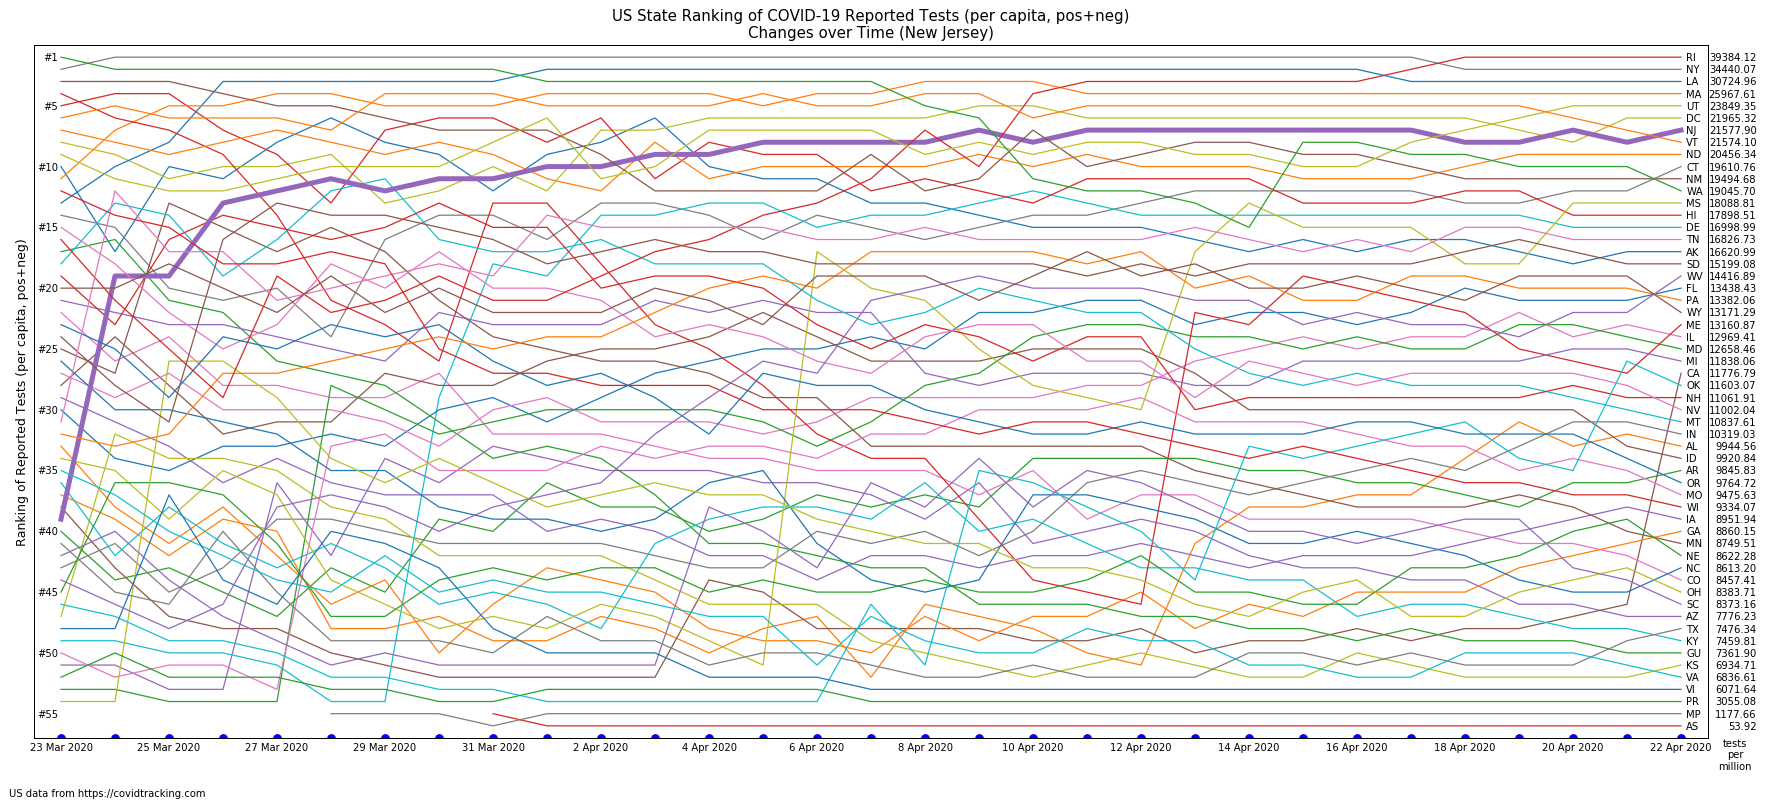 US State Ranking of COVID-19 Reported Tests (per capita, pos+neg)
Changes over Time (New Jersey)
Ranking of Reported Tests (per capita, pos+neg)
#1
#5
#10
#15
#20
#25
#30
#35
#40
#45
#50
#55
RI 39384.12
NY 34440.07
LA 30724.96
MA 25967.61
UT 23849.35
DC 21965.32
NJ 21577.90
VT 21574.10
ND 20456.34
CT 19610.76
NM 19494.68
WA 19045.70
MS 18088.81
HI 17898.51
DE 16998.99
TN 16826.73
AK 16620.99
SD 15199.08
WV 14416.89
FL 13438.43
PA 13382.06
WY 13171.29
ME 13160.87
IL 12969.41
MD 12658.46
MI 11838.06
CA 11776.79
OK 11603.07
NH 11061.91
NV 11002.04
MT 10837.61
IN 10319.03
AL 9944.56
ID 9920.84
AR 9845.83
OR 9764.72
MO 9475.63
WI 9334.07
IA 8951.94
GA 8860.15
MN 8749.51
NE 8622.28
NC 8613.20
CO 8457.41
OH 8383.71
SC 8373.16
AZ 7776.23
TX 7476.34
KY 7459.81
GU 7361.90
KS 6934.71
VA 6836.61
VI 6071.64
PR 3055.08
MP 1177.66
AS 53.92
23 Mar 2020 25 Mar 2020 27 Mar 2020 29 Mar 2020 31 Mar 2020 2 Apr 2020 4 Apr 2020 6 Apr 2020 8 Apr 2020 10 Apr 2020 12 Apr 2020 14 Apr 2020 16 Apr 2020 18 Apr 2020 20 Apr 2020 22 Apr 2020
tests
per
million
US data from https://covidtracking.com